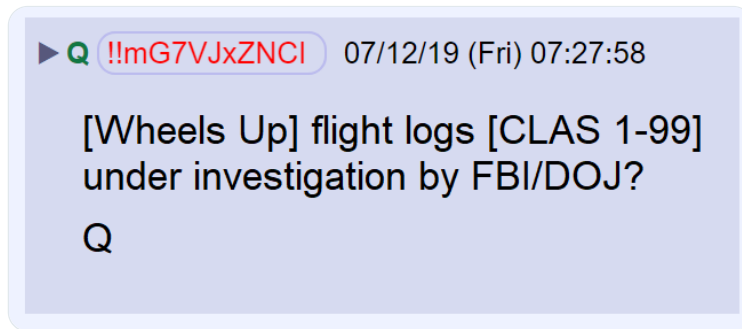 ▶ Q !!mG7VJxZNCI 07/12/19 (Fri) 07:27:58
[Wheels Up] flight logs [CLAS 1-99]
under investigation by FBI/DOJ?
Q